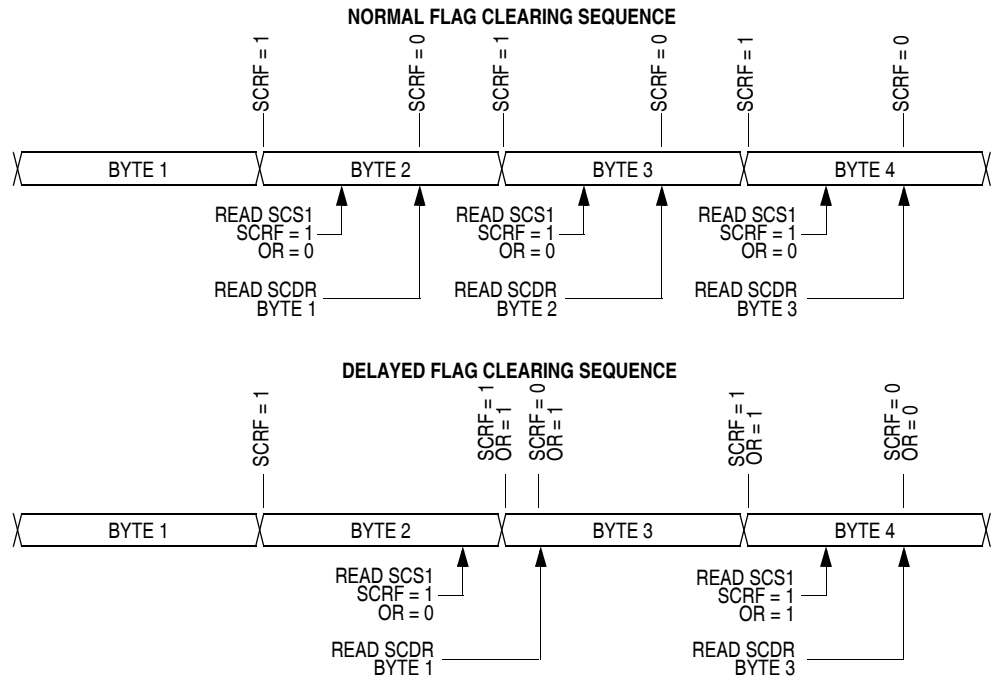 NORMAL FLAG CLEARING SEQUENCE
SCRF = 1
SCRF = 0
SCRF = 1
SCRF = 0
SCRF = 1
SCRF = 0
BYTE 1
BYTE 2
BYTE 3
BYTE 4
READ SCS1
SCRF = 1
OR = 0
READ SCS1
SCRF = 1
OR = 0
READ SCS1
SCRF = 1
OR = 0
READ SCDR
BYTE 1
READ SCDR
BYTE 2
READ SCDR
BYTE 3
DELAYED FLAG CLEARING SEQUENCE
SCRF = 1
SCRF = 1
OR = 1
SCRF = 0
OR = 1
SCRF = 1
OR = 1
SCRF = 0
OR = 0
BYTE 1
BYTE 2
BYTE 3
BYTE 4
READ SCS1
SCRF = 1
OR = 0
READ SCS1
SCRF = 1
OR = 1
READ SCDR
BYTE 1
READ SCDR
BYTE 3